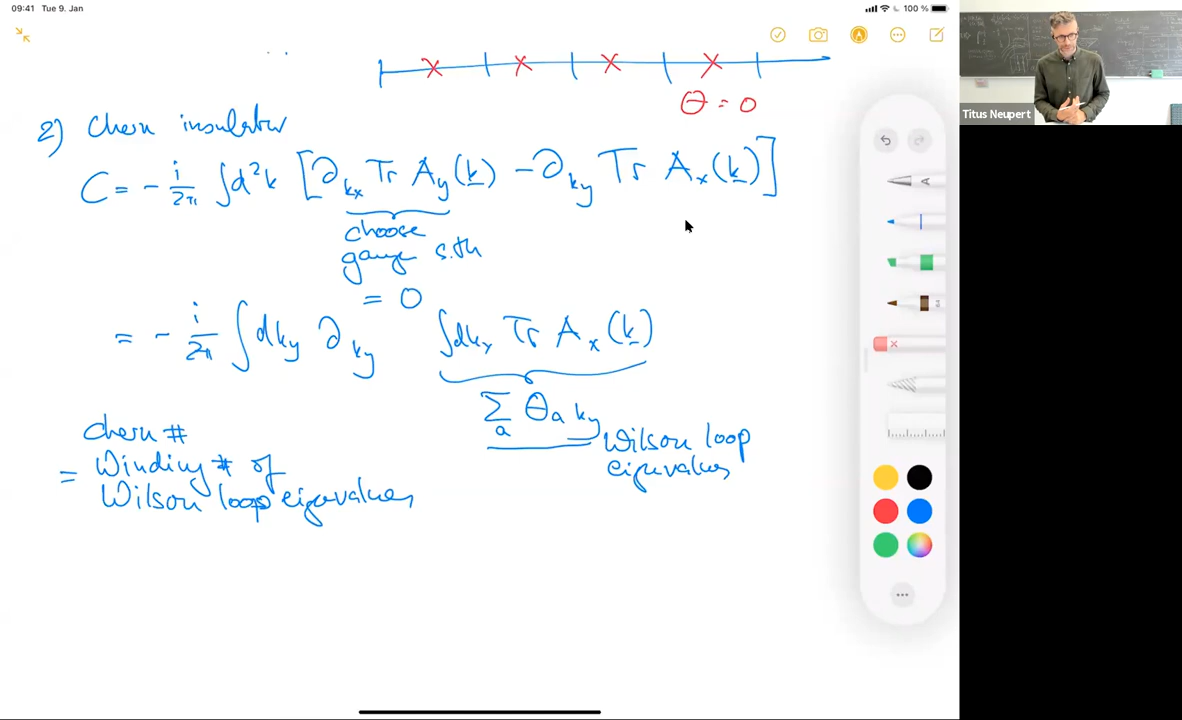 09:41 Tue 9. Jan
100 %
Titus Neupert
θ = 0
2) Chern insulator
C = - i/2π ∫d²k [∂kx Tr Ay(k) - ∂ky Tr Ax(k)]
choose
gauge s.th
= 0
= - i/2π ∫dky ∂ky ∫dkx Tr Ax(k)
Σa θa ky
Wilson loop
eigenvalues
Chern #
= Winding # of
Wilson loop eigenvalues